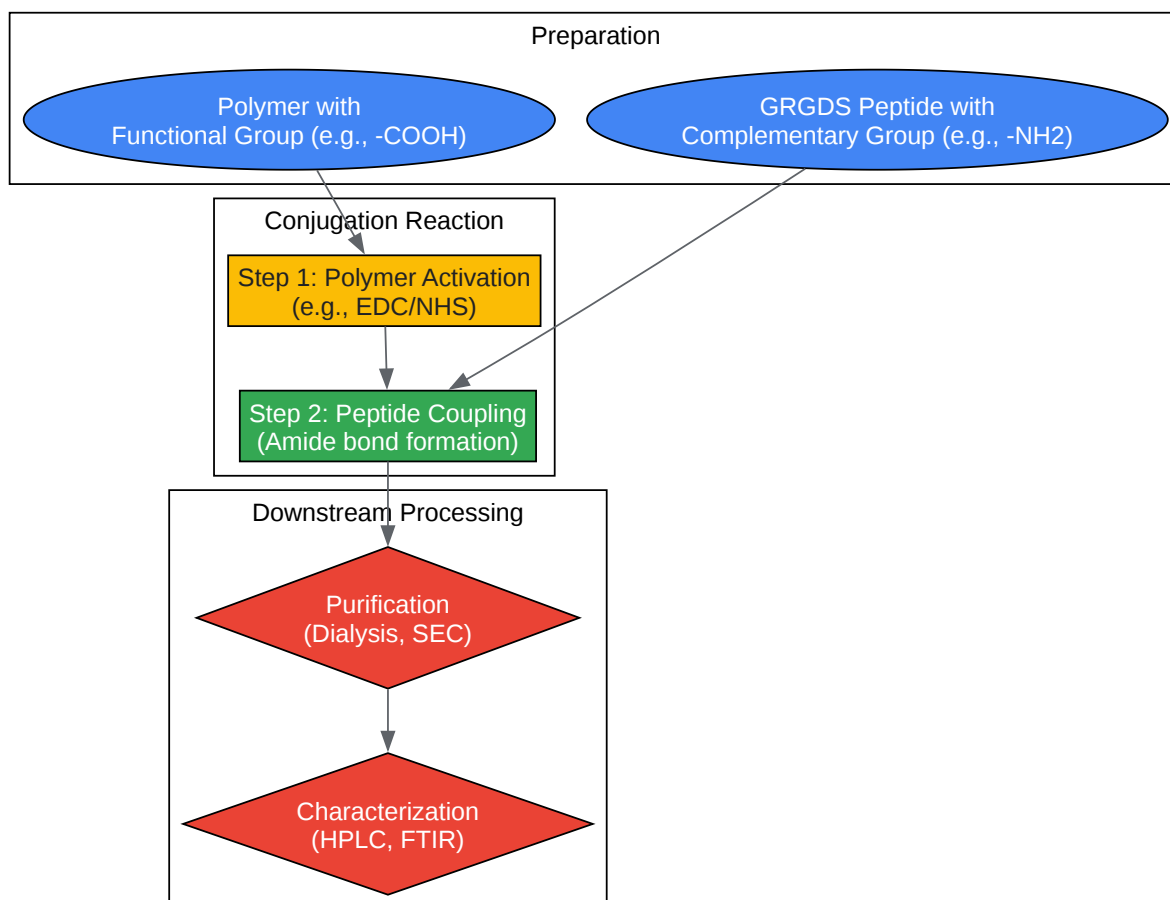 Preparation
Polymer with
Functional Group (e.g., -COOH)
GRGDS Peptide with
Complementary Group (e.g., -NH2)
Conjugation Reaction
Step 1: Polymer Activation
(e.g., EDC/NHS)
Step 2: Peptide Coupling
(Amide bond formation)
Downstream Processing
Purification
(Dialysis, SEC)
Characterization
(HPLC, FTIR)